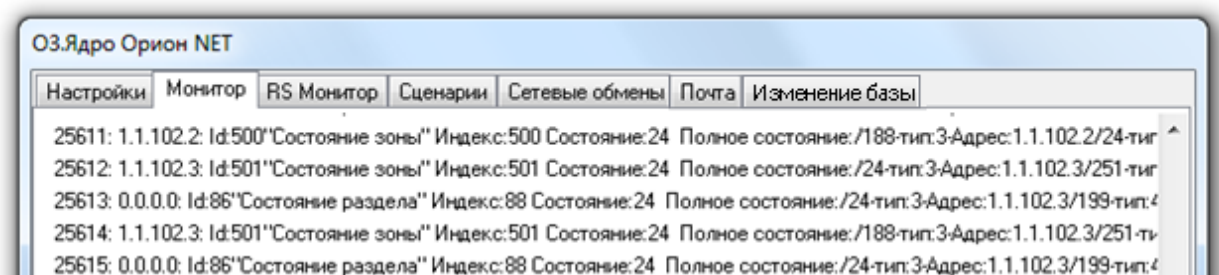 О3.Ядро Орион NET
Настройки Монитор RS Монитор Сценарии Сетевые обмены Почта Изменение базы
25611: 1.1.102.2: Id:500"Состояние зоны" Индекс:500 Состояние:24 Полное состояние:/188-тип:3-Адрес:1.1.102.2/24-тип
25612: 1.1.102.3: Id:501"Состояние зоны" Индекс:501 Состояние:24 Полное состояние:/24-тип:3-Адрес:1.1.102.3/251-тип
25613: 0.0.0.0: Id:86"Состояние раздела" Индекс:88 Состояние:24 Полное состояние:/24-тип:3-Адрес:1.1.102.3/199-тип:4
25614: 1.1.102.3: Id:501"Состояние зоны" Индекс:501 Состояние:24 Полное состояние:/188-тип:3-Адрес:1.1.102.3/251-ти
25615: 0.0.0.0: Id:86"Состояние раздела" Индекс:88 Состояние:24 Полное состояние:/24-тип:3-Адрес:1.1.102.3/199-тип:4